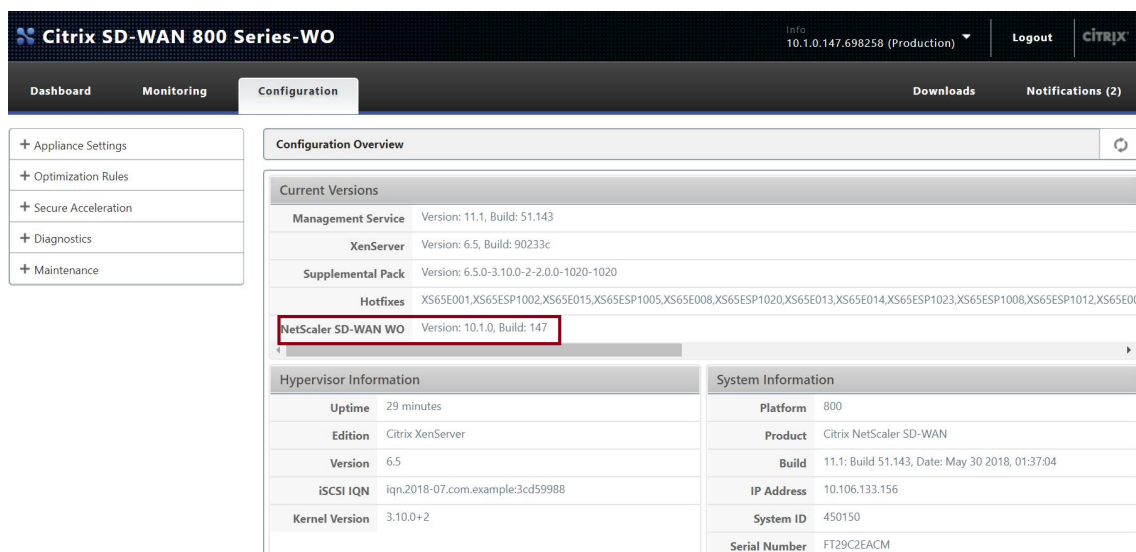 Citrix SD-WAN 800 Series-WO
Info
10.1.0.147.698258 (Production)
Logout
CITRIX
Dashboard Monitoring Configuration Downloads Notifications (2)
+ Appliance Settings
+ Optimization Rules
+ Secure Acceleration
+ Diagnostics
+ Maintenance
Configuration Overview
Current Versions
Management Service Version: 11.1, Build: 51.143
XenServer Version: 6.5, Build: 90233c
Supplemental Pack Version: 6.5.0-3.10.0-2-2.0.0-1020-1020
Hotfixes XS65E001,XS65ESP1002,XS65E015,XS65ESP1005,XS65E008,XS65ESP1020,XS65E013,XS65E014,XS65ESP1023,XS65ESP1008,XS65ESP1012,XS65E00
NetScaler SD-WAN WO Version: 10.1.0, Build: 147
Hypervisor Information
Uptime 29 minutes
Edition Citrix XenServer
Version 6.5
iSCSI IQN iqn.2018-07.com.example:3cd59988
Kernel Version 3.10.0+2
System Information
Platform 800
Product Citrix NetScaler SD-WAN
Build 11.1: Build 51.143, Date: May 30 2018, 01:37:04
IP Address 10.106.133.156
System ID 450150
Serial Number FT29C2EACM